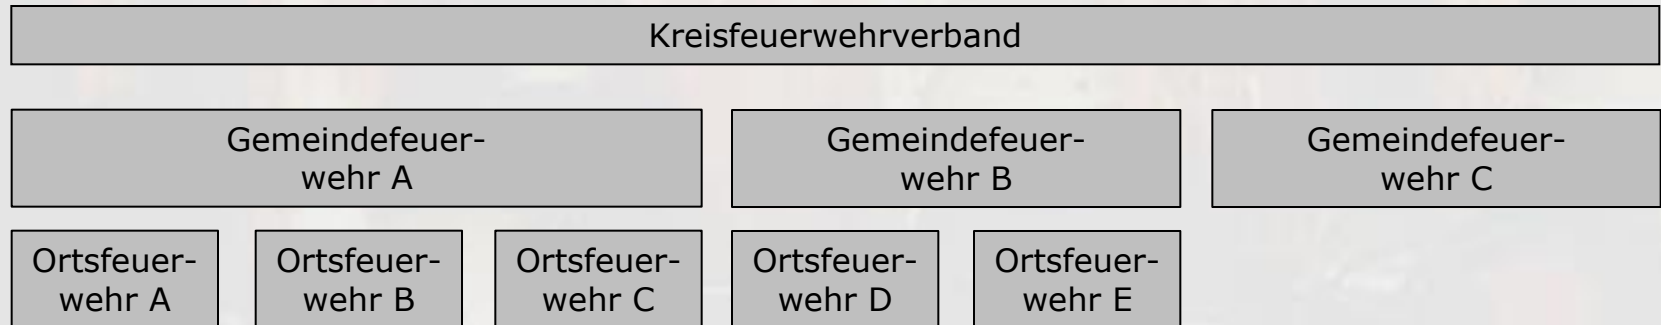 Kreisfeuerwehrverband
Gemeindefeuer-
wehr A
Gemeindefeuer-
wehr B
Gemeindefeuer-
wehr C
Ortsfeuer-
wehr A
Ortsfeuer-
wehr B
Ortsfeuer-
wehr C
Ortsfeuer-
wehr D
Ortsfeuer-
wehr E